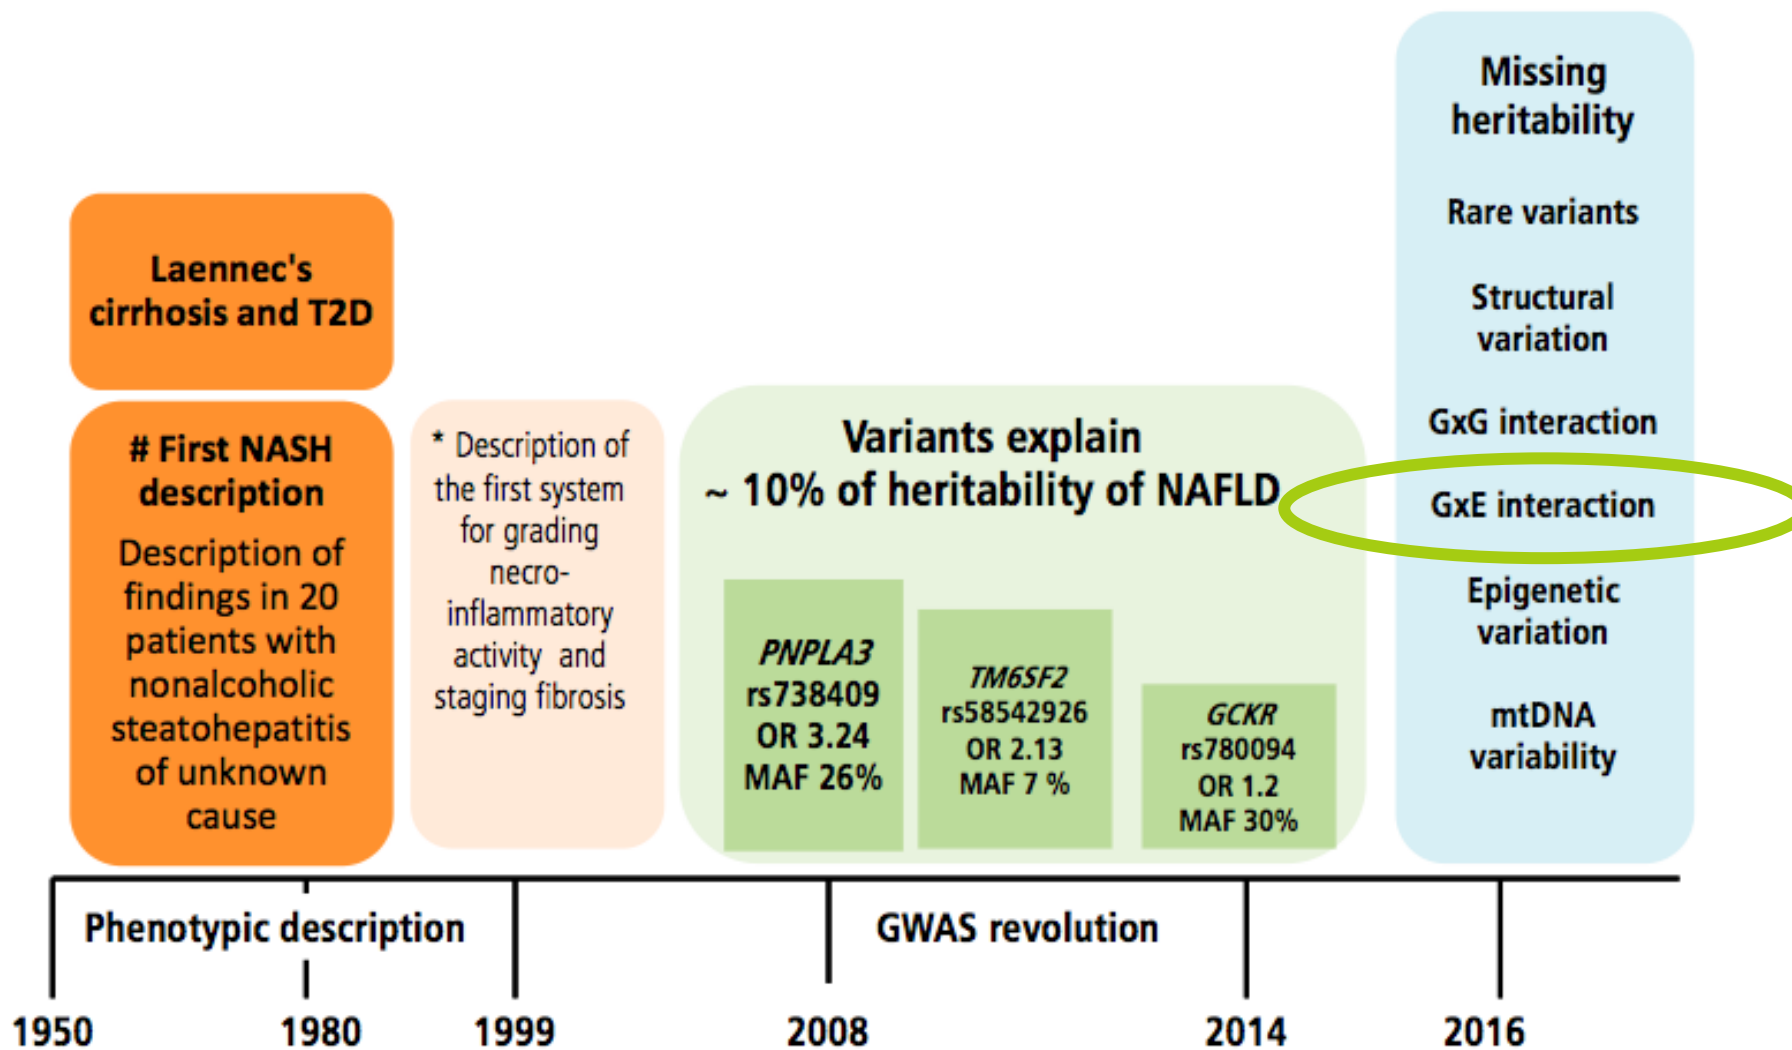 Laennec's
cirrhosis and T2D
# First NASH
description
Description of
findings in 20
patients with
nonalcoholic
steatohepatitis
of unknown
cause
* Description of
the first system
for grading
necro-
inflammatory
activity and
staging fibrosis
Variants explain
~ 10% of heritability of NAFLD
PNPLA3
rs738409
OR 3.24
MAF 26%
TM6SF2
rs58542926
OR 2.13
MAF 7 %
GCKR
rs780094
OR 1.2
MAF 30%
Missing
heritability
Rare variants
Structural
variation
GxG interaction
GxE interaction
Epigenetic
variation
mtDNA
variability
Phenotypic description
GWAS revolution
1950
1980
1999
2008
2014
2016